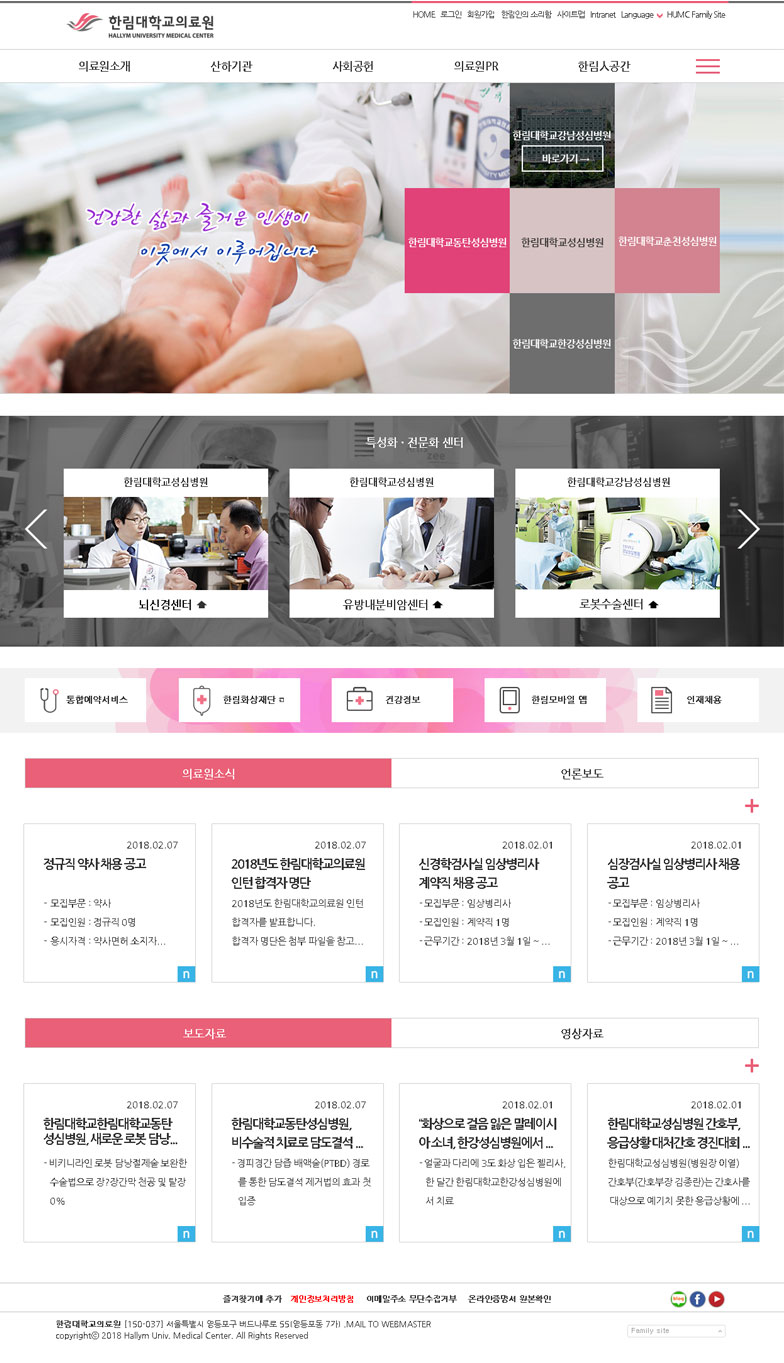 한림대학교의료원
HALLYM UNIVERSITY MEDICAL CENTER
HOME 로그인 회원가입 한림인의 소리함 사이트맵 Intranet Language HUMC Family Site
의료원소개 산하기관 사회공헌 의료원PR 한림人공간
건강한 삶과 즐거운 인생이
이곳에서 이루어집니다
한림대학교강남성심병원
바로가기→
한림대학교동탄성심병원 한림대학교성심병원 한림대학교춘천성심병원
한림대학교한강성심병원
특성화 · 전문화 센터
한림대학교성심병원 한림대학교성심병원 한림대학교강남성심병원
뇌신경센터 유방내분비암센터 로봇수술센터
통합예약서비스 한림화상재단 건강정보 한림모바일 앱 인재채용
의료원소식 언론보도
2018.02.07
정규직 약사 채용 공고
- 모집부문 : 약사
- 모집인원 : 정규직 0명
- 응시자격 : 약사면허 소지자...
n
2018.02.07
2018년도 한림대학교의료원
인턴 합격자 명단
2018년도 한림대학교의료원 인턴
합격자를 발표합니다.
합격자 명단은 첨부 파일을 참고...
n
2018.02.01
신경학검사실 임상병리사
계약직 채용 공고
- 모집부문 : 임상병리사
- 모집인원 : 계약직 1명
- 근무기간 : 2018년 3월 1일 ~ ...
n
2018.02.01
심장검사실 임상병리사 채용
공고
- 모집부문 : 임상병리사
- 모집인원 : 계약직 1명
- 근무기간 : 2018년 3월 1일 ~ ...
n
보도자료 영상자료
2018.02.07
한림대학교한림대학교동탄
성심병원, 새로운 로봇 담낭...
- 비키니라인 로봇 담낭절제술 보완한
수술법으로 장?장간막 천공 및 탈장
0%
n
2018.02.07
한림대학교동탄성심병원,
비수술적 치료로 담도결석 ...
- 경피경간 담즙 배액술(PTBD) 경로
를 통한 담도결석 제거법의 효과 첫
입증
n
2018.02.01
"화상으로 걸음 잃은 말레이시
아 소녀, 한강성심병원에서 ...
- 얼굴과 다리에 3도 화상 입은 젤리사,
한 달간 한림대학교한강성심병원에
서 치료
n
2018.02.01
한림대학교성심병원 간호부,
응급상황 대처간호 경진대회 ...
한림대학교성심병원(병원장 이열)
간호부(간호부장 김종란)는 간호사를
대상으로 예기치 못한 응급상황에 ...
n
즐겨찾기에 추가 개인정보처리방침 이메일주소 무단수집거부 온라인증명서 원본확인
blog
한림대학교의료원 [150-037] 서울특별시 영등포구 버드나루로 55(영등포동 7가) .MAIL TO WEBMASTER
copyrightⓒ 2018 Hallym Univ. Medical Center. All Rights Reserved
Family site